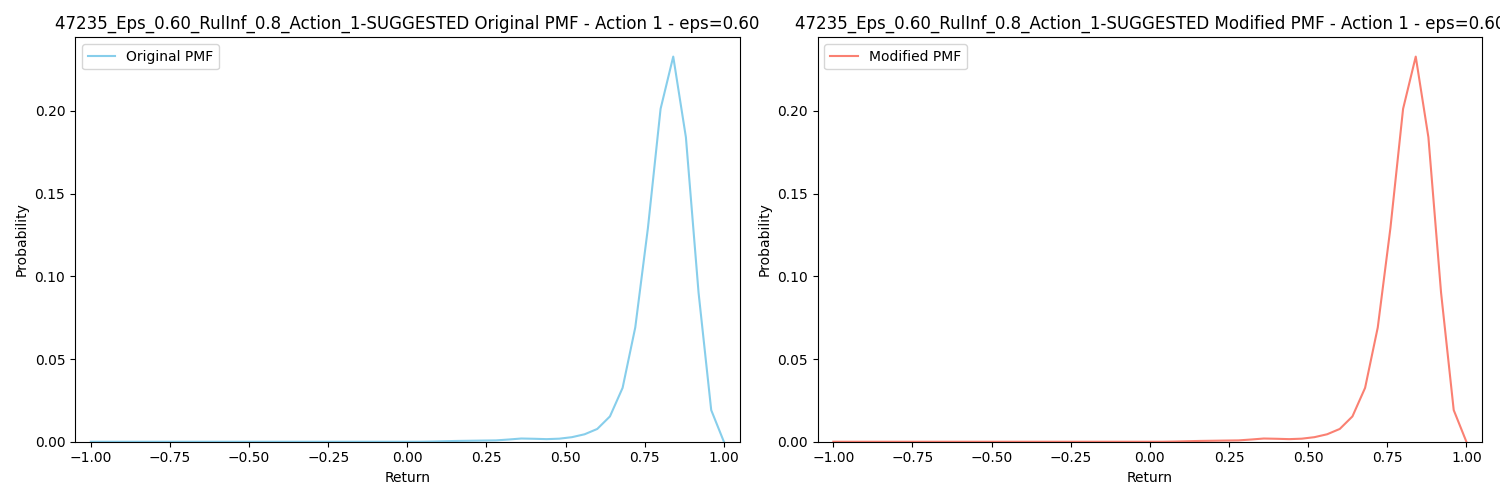 47235_Eps_0.60_RulInf_0.8_Action_1-SUGGESTED Original PMF - Action 1 - eps=0.60
Original PMF
0.20
0.15
0.10
0.05
0.00
Probability
−1.00 −0.75 −0.50 −0.25 0.00 0.25 0.50 0.75 1.00
Return
47235_Eps_0.60_RulInf_0.8_Action_1-SUGGESTED Modified PMF - Action 1 - eps=0.60
Modified PMF
0.20
0.15
0.10
0.05
0.00
Probability
−1.00 −0.75 −0.50 −0.25 0.00 0.25 0.50 0.75 1.00
Return